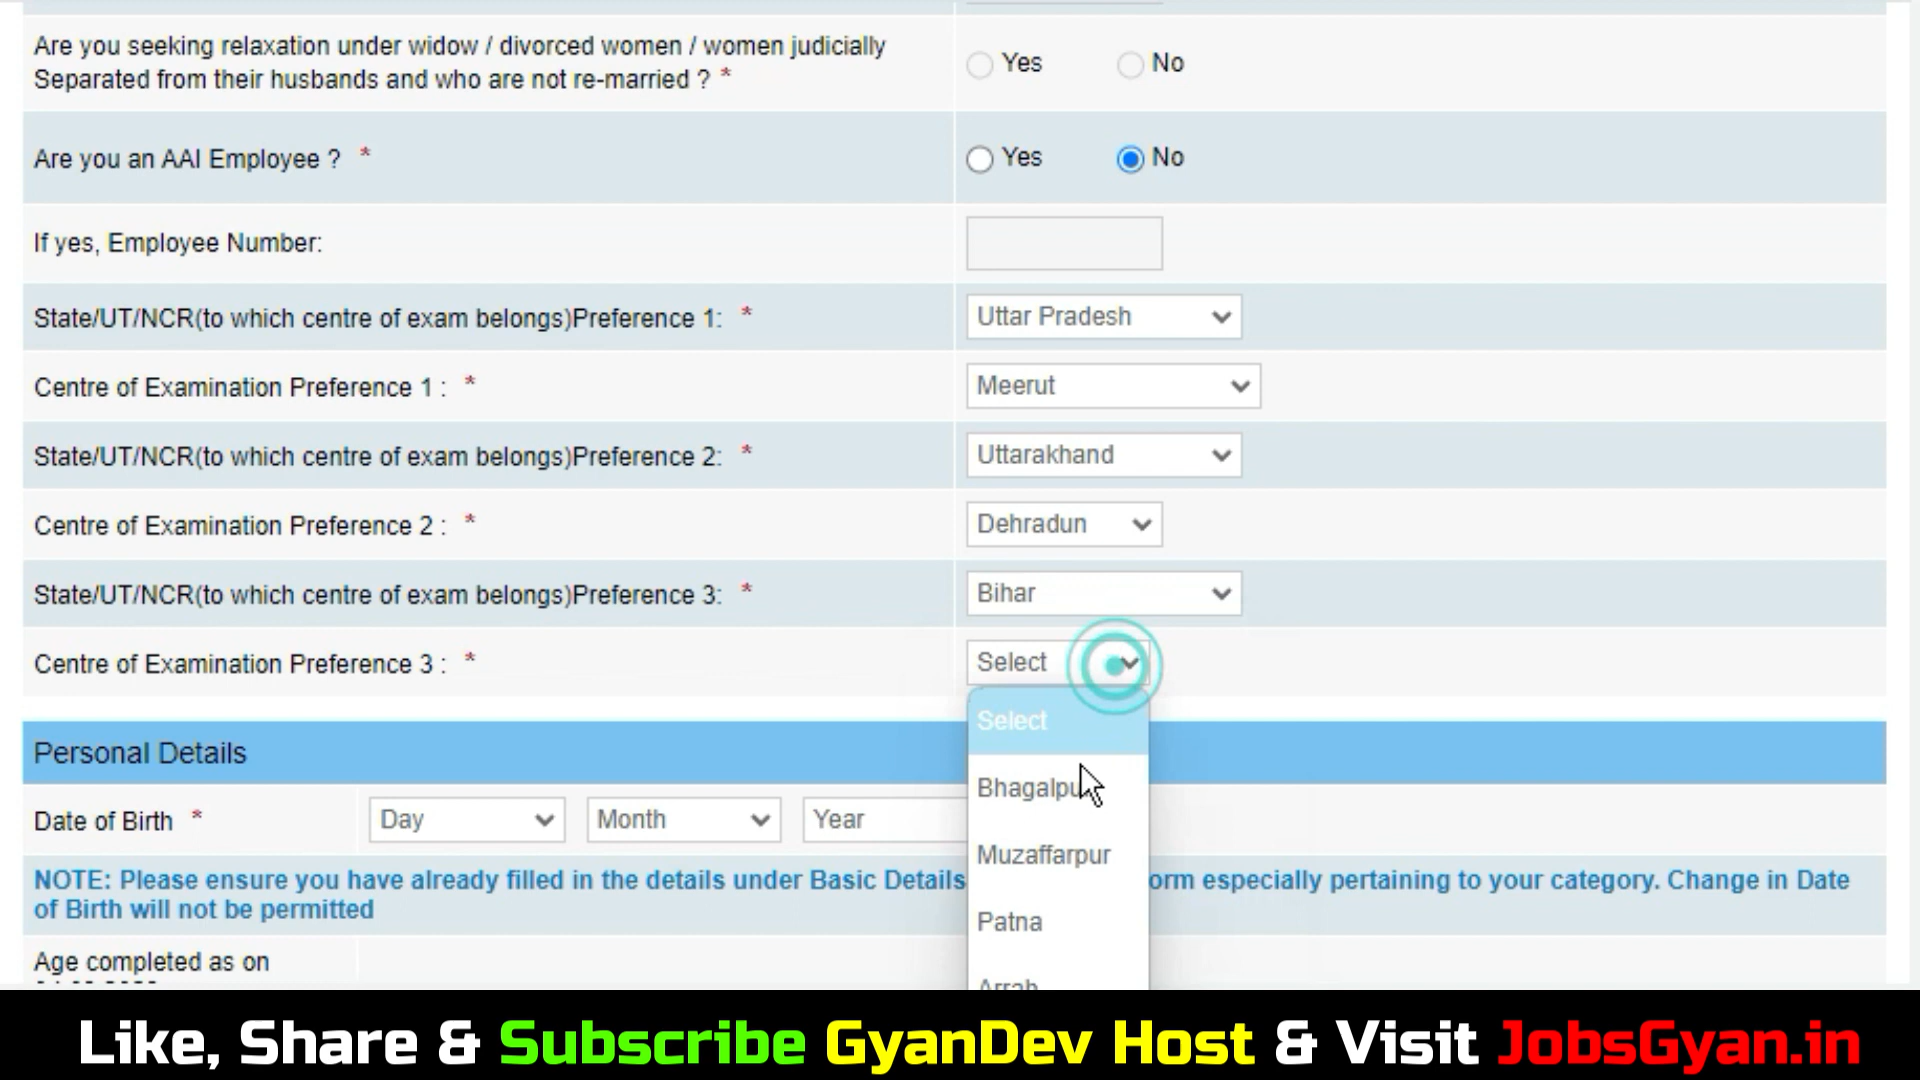 Are you seeking relaxation under widow / divorced women / women judicially
Separated from their husbands and who are not re-married ? *
Yes No
Are you an AAI Employee ? *
Yes No
If yes, Employee Number:
State/UT/NCR(to which centre of exam belongs)Preference 1: *
Uttar Pradesh
Centre of Examination Preference 1 : *
Meerut
State/UT/NCR(to which centre of exam belongs)Preference 2: *
Uttarakhand
Centre of Examination Preference 2 : *
Dehradun
State/UT/NCR(to which centre of exam belongs)Preference 3: *
Bihar
Centre of Examination Preference 3 : *
Select
Select
Bhagalpu
Muzaffarpur
Patna
Arrah
Personal Details
Date of Birth *
Day Month Year
NOTE: Please ensure you have already filled in the details under Basic Details orm especially pertaining to your category. Change in Date
of Birth will not be permitted
Age completed as on
Like, Share & Subscribe GyanDev Host & Visit JobsGyan.in